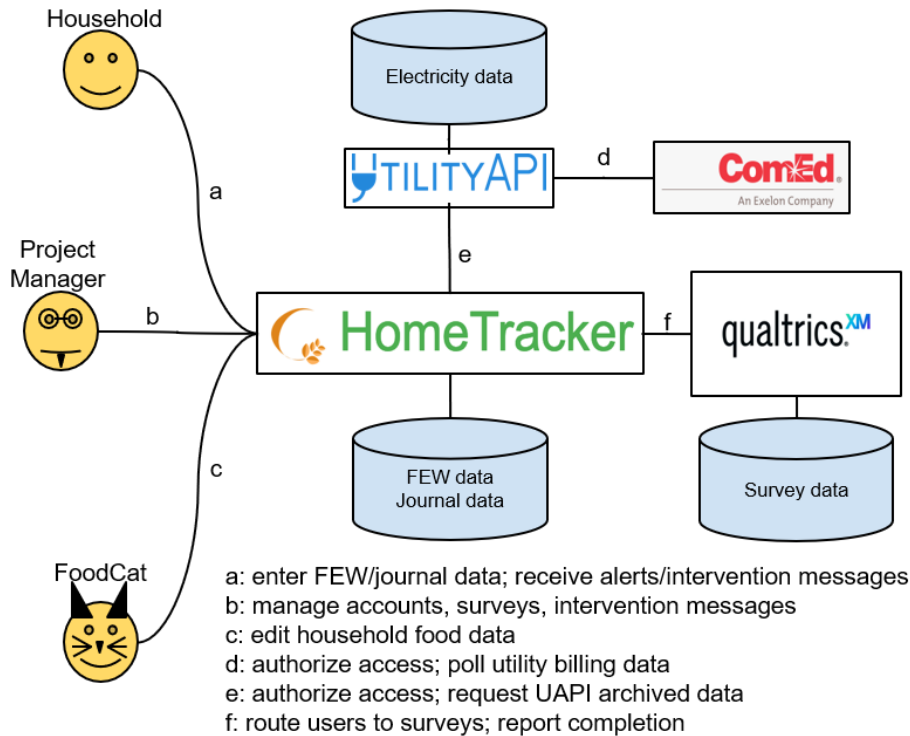 Household
Electricity data
UTILITYAPI
d
ComEd®
An Exelon Company
a
Project
Manager
e
b
HomeTracker
f
qualtrics.XM
c
FEW data
Journal data
Survey data
FoodCat
a: enter FEW/journal data; receive alerts/intervention messages
b: manage accounts, surveys, intervention messages
c: edit household food data
d: authorize access; poll utility billing data
e: authorize access; request UAPI archived data
f: route users to surveys; report completion